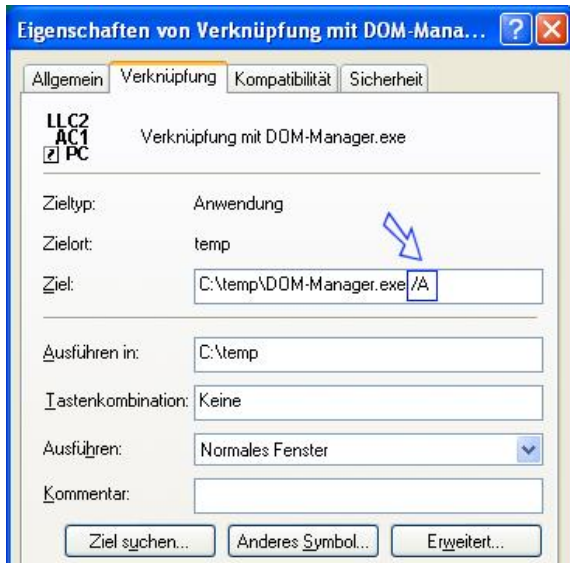 Eigenschaften von Verknüpfung mit DOM-Mana... ?
Allgemein Verknüpfung Kompatibilität Sicherheit
LLC2
AC1
PC
Verknüpfung mit DOM-Manager.exe
Zieltyp: Anwendung
Zielort: temp
Ziel: C:\temp\DOM-Manager.exe /A
Ausführen in: C:\temp
Tastenkombination: Keine
Ausführen: Normales Fenster
Kommentar:
Ziel suchen... Anderes Symbol... Erweitert...